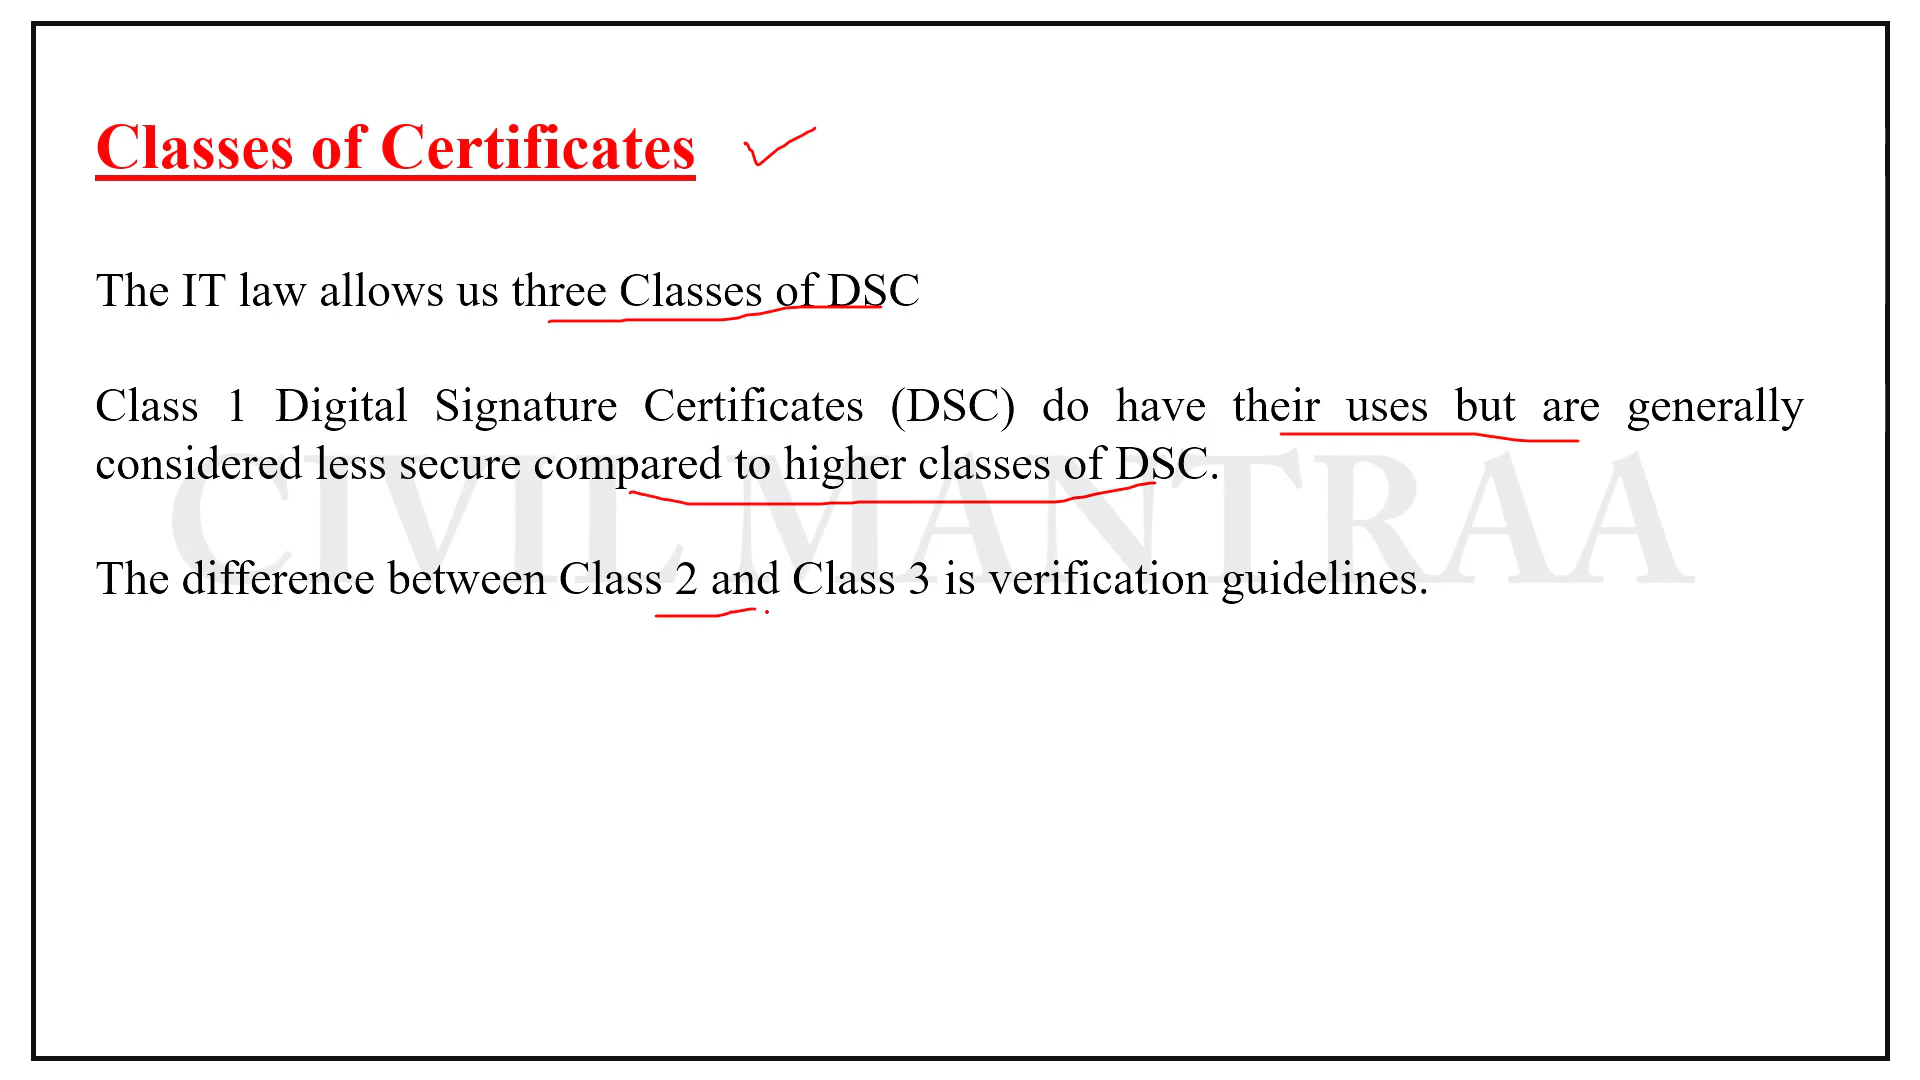 Classes of Certificates
The IT law allows us three Classes of DSC
Class 1 Digital Signature Certificates (DSC) do have their uses but are generally
considered less secure compared to higher classes of DSC.
CIVIL MANTRAA
The difference between Class 2 and Class 3 is verification guidelines.